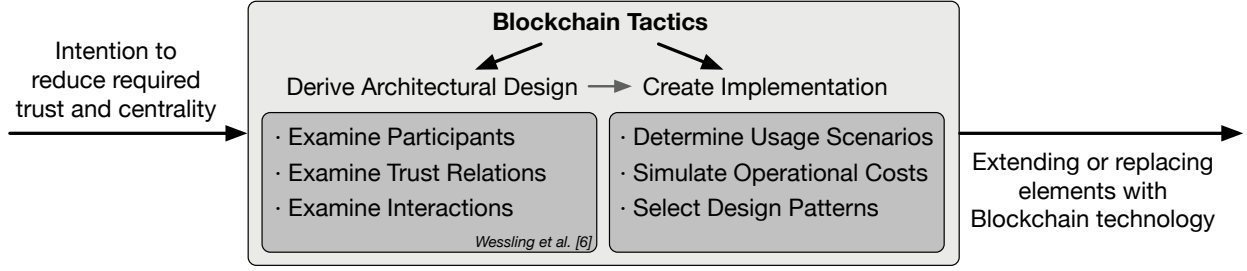 Intention to
reduce required
trust and centrality
Blockchain Tactics
Derive Architectural Design
Create Implementation
· Examine Participants
· Examine Trust Relations
· Examine Interactions
Wessling et al. [6]
· Determine Usage Scenarios
· Simulate Operational Costs
· Select Design Patterns
Extending or replacing
elements with
Blockchain technology